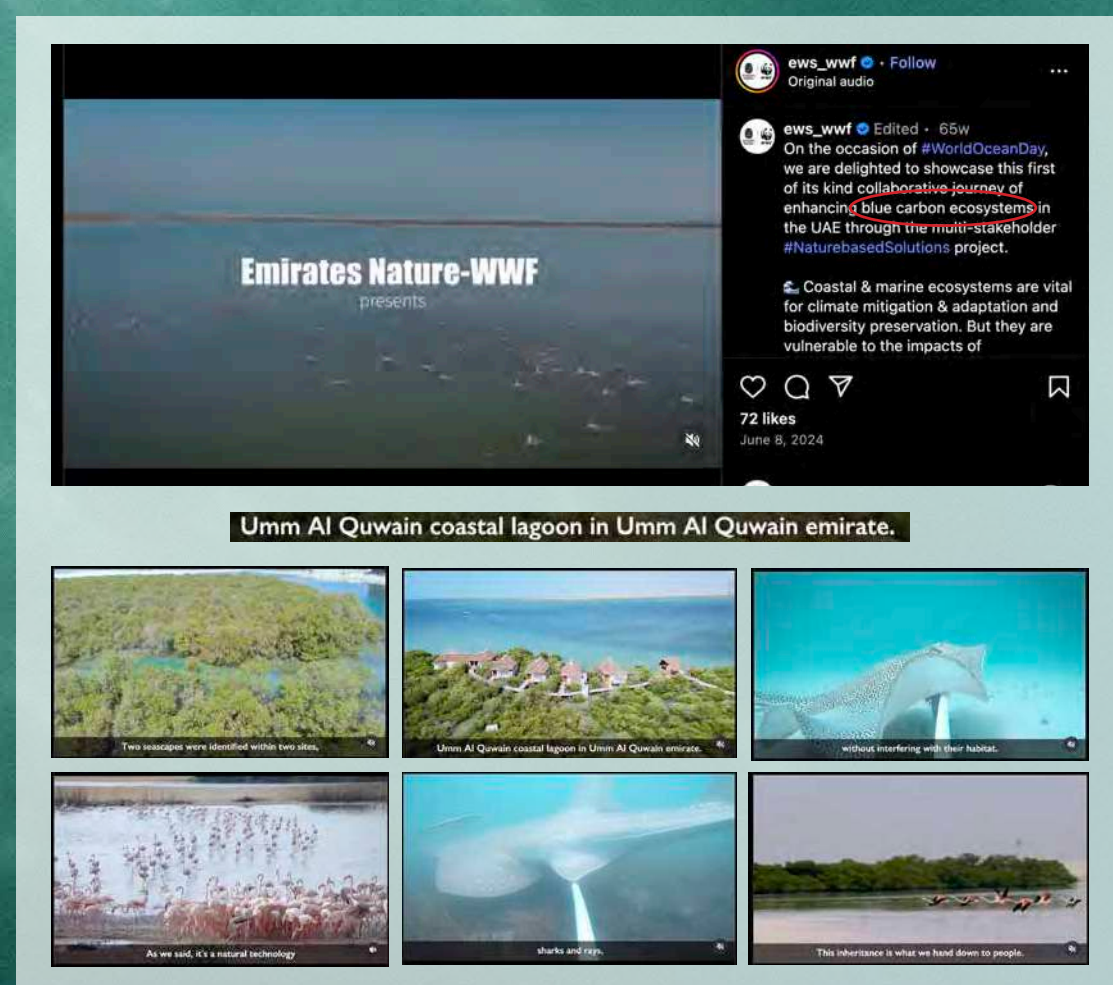 ews_wwf • Follow
Original audio
...
ews_wwf Edited • 65w
On the occasion of #WorldOceanDay,
we are delighted to showcase this first
of its kind collaborative journey of
enhancing blue carbon ecosystems in
the UAE through the multi-stakeholder
#NaturebasedSolutions project.
🌊 Coastal & marine ecosystems are vital
for climate mitigation & adaptation and
biodiversity preservation. But they are
vulnerable to the impacts of
72 likes
June 8, 2024
Emirates Nature-WWF
presents
Umm Al Quwain coastal lagoon in Umm Al Quwain emirate.
Two seascapes were identified within two sites,
Umm Al Quwain coastal lagoon in Umm Al Quwain emirate.
without interfering with their habitat.
As we said, it's a natural technology
sharks and rays,
This inheritance is what we hand down to people.